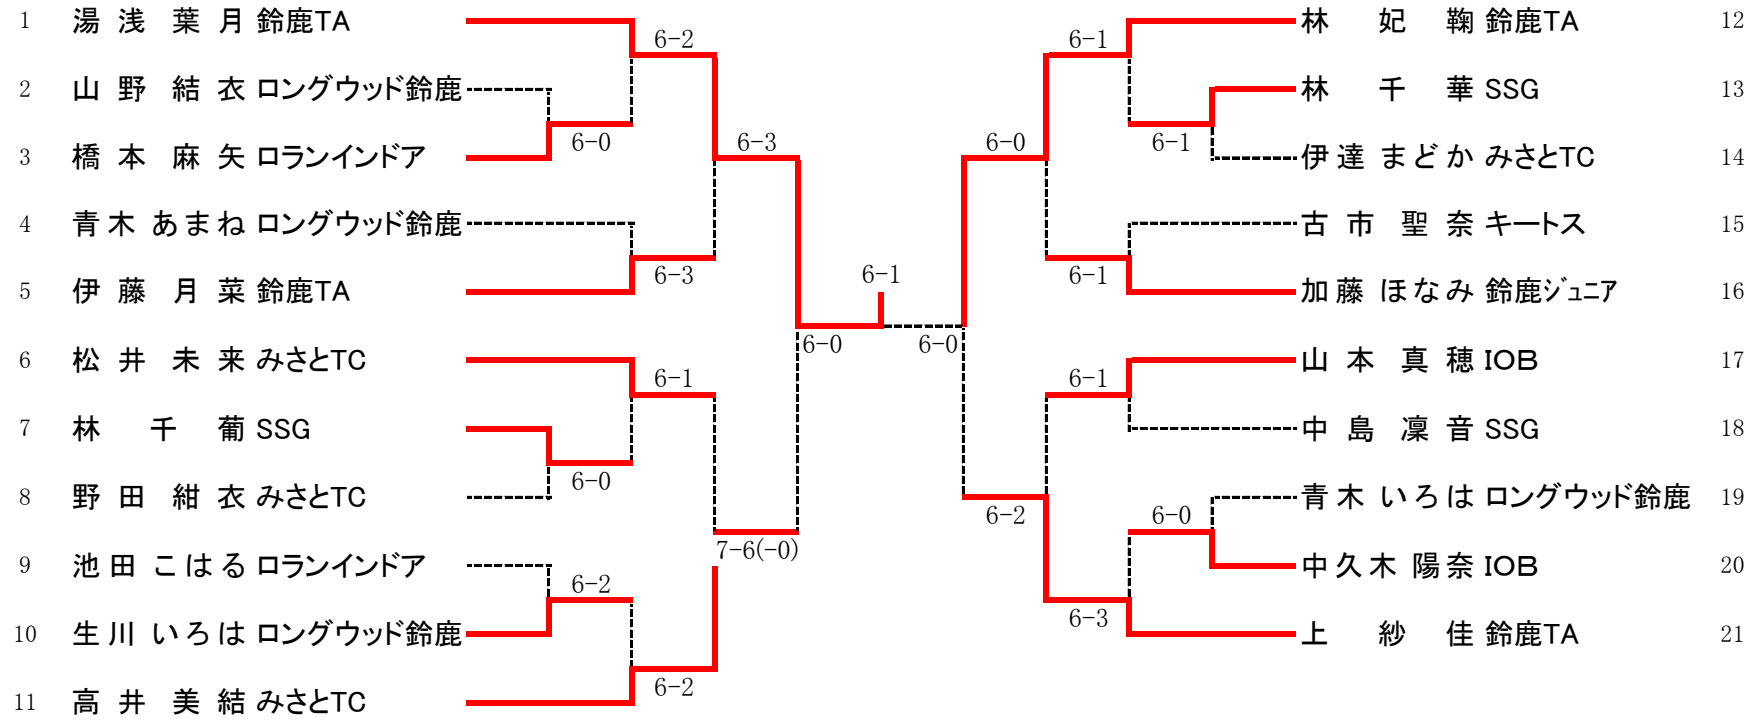 1 湯浅 葉月 鈴鹿TA
6-2
2 山野 結衣 ロングウッド鈴鹿
6-0
3 橋本 麻矢 ロランインドア
6-3
4 青木 あまね ロングウッド鈴鹿
6-3
5 伊藤 月菜 鈴鹿TA
6-1
6-0
6 松井 未来 みさとTC
6-1
7 林 千葡 SSG
6-0
8 野田 紺衣 みさとTC
7-6(-0)
9 池田 こはる ロランインドア
6-2
10 生川 いろは ロングウッド鈴鹿
6-2
11 高井 美結 みさとTC
林 妃鞠 鈴鹿TA 12
6-1
林 千華 SSG 13
6-1
6-0
伊達 まどか みさとTC 14
古市 聖奈 キートス 15
6-1
加藤 ほなみ 鈴鹿ジュニア 16
6-0
山本 真穂 IOB 17
6-1
中島 凜音 SSG 18
青木 いろは ロングウッド鈴鹿 19
6-2
6-0
中久木 陽奈 IOB 20
6-3
上 紗佳 鈴鹿TA 21